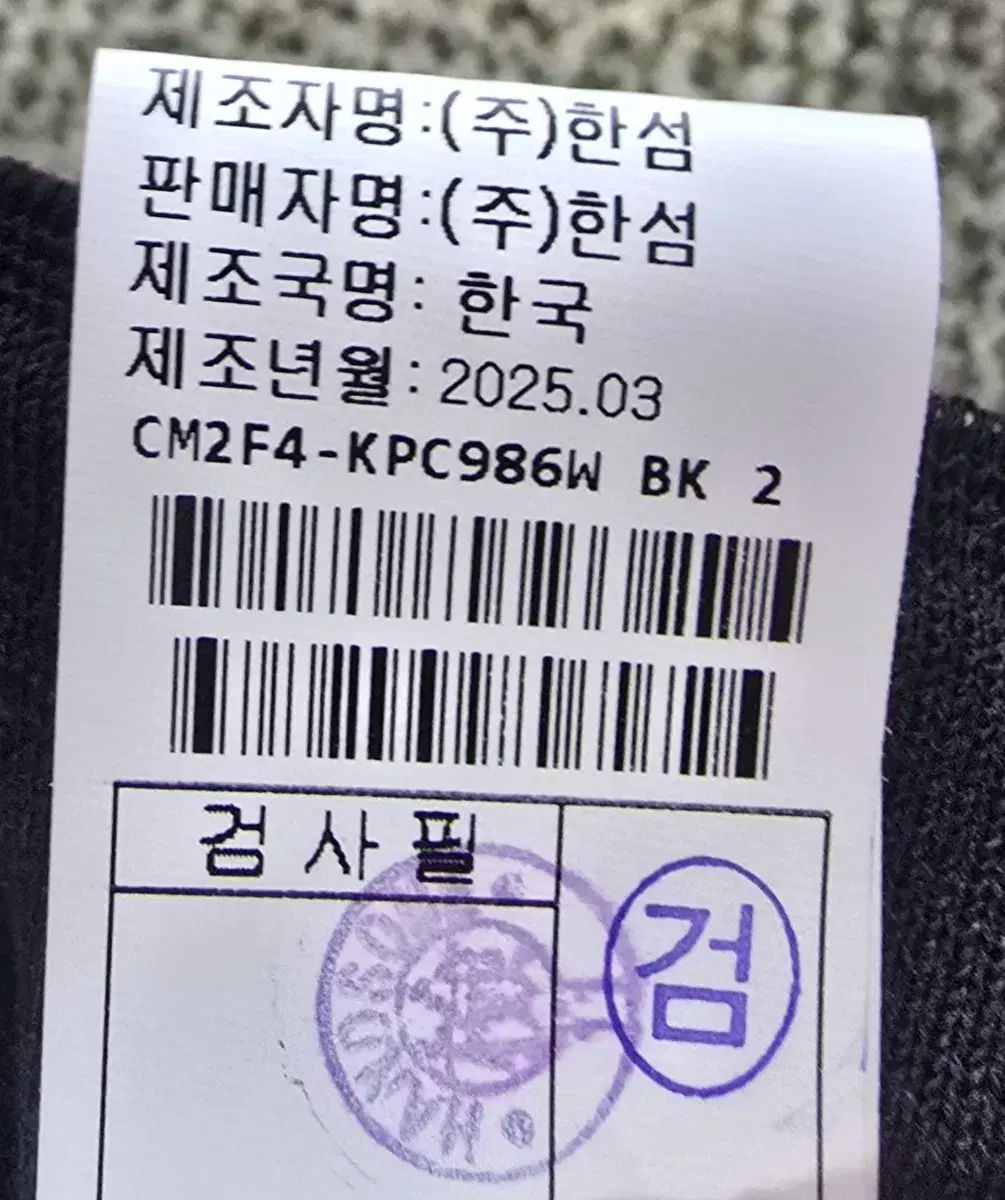 제조자명:(주)한섬
판매자명:(주)한섬
제조국명: 한국
제조년월: 2025.03
CM2F4-KPC986W BK 2
검사필
검